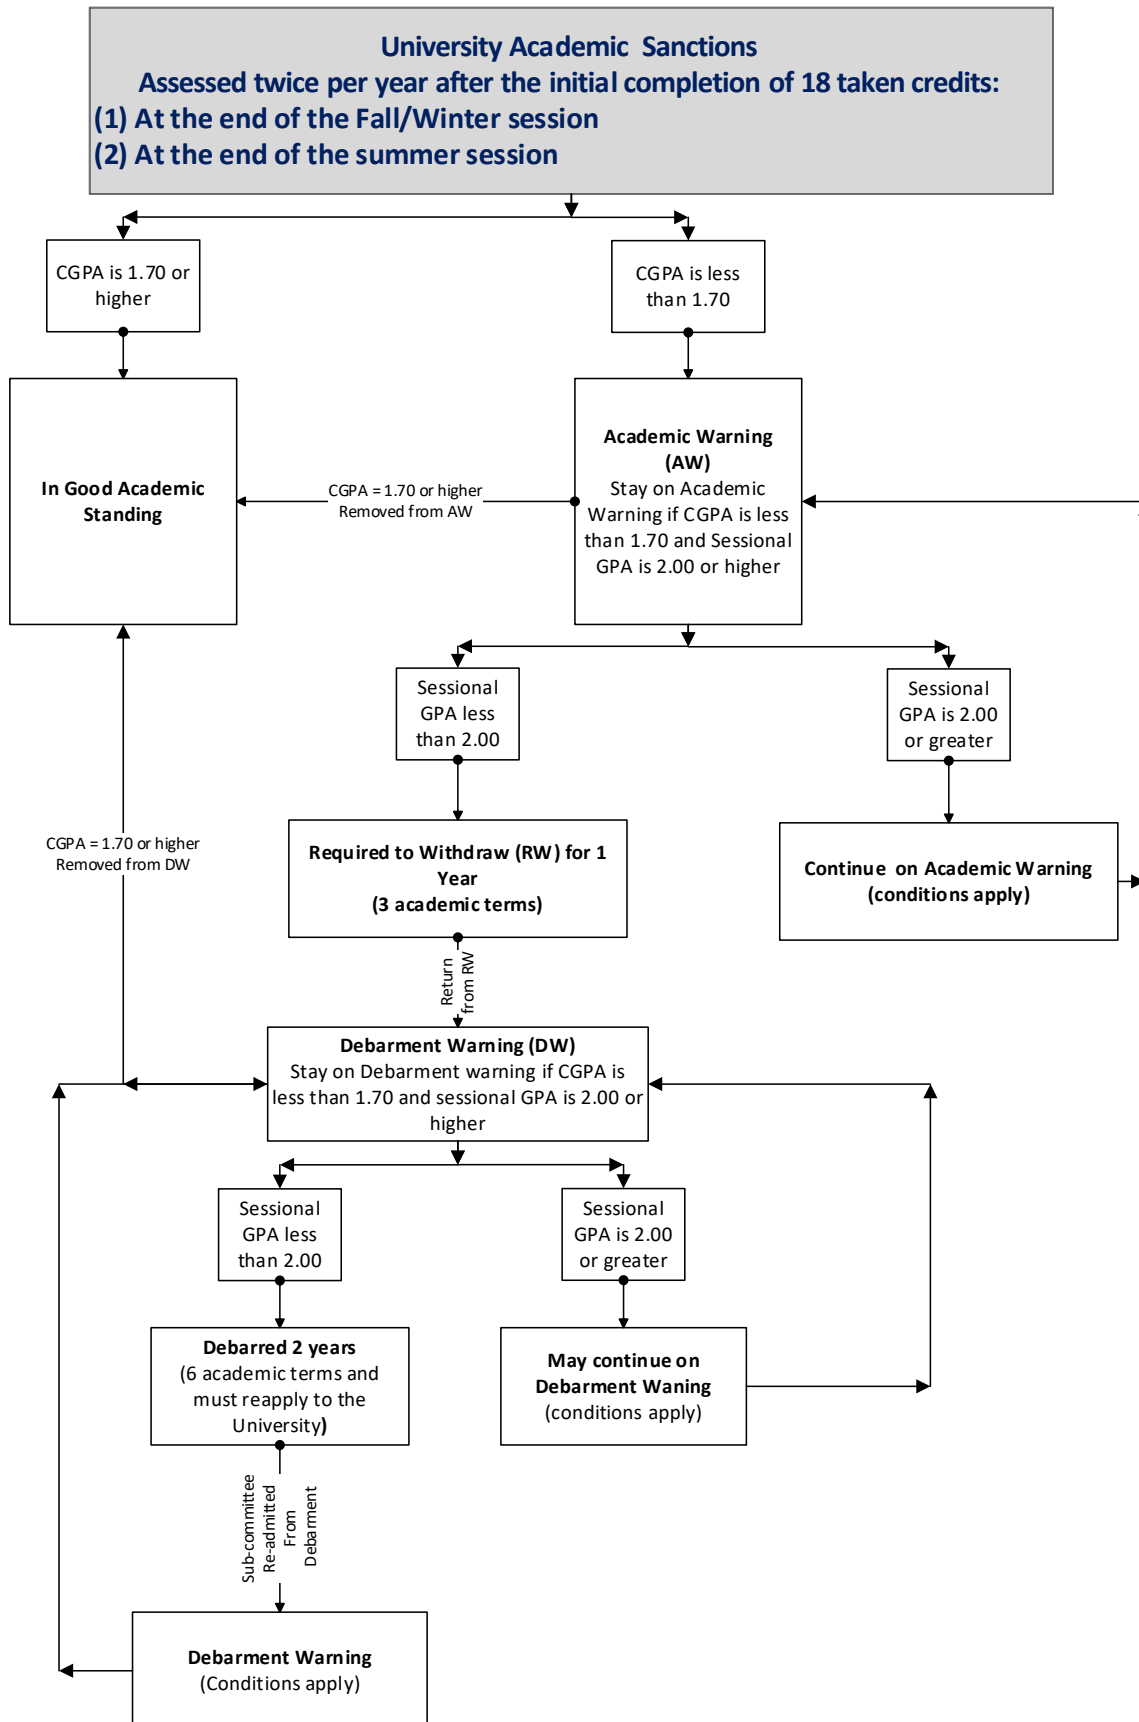 University Academic Sanctions
Assessed twice per year after the initial completion of 18 taken credits:
(1) At the end of the Fall/Winter session
(2) At the end of the summer session
CGPA is 1.70 or
higher
CGPA is less
than 1.70
In Good Academic
Standing
CGPA = 1.70 or higher
Removed from AW
Academic Warning
(AW)
Stay on Academic
Warning if CGPA is less
than 1.70 and Sessional
GPA is 2.00 or higher
Sessional
GPA less
than 2.00
Sessional
GPA is 2.00
or greater
CGPA = 1.70 or higher
Removed from DW
Required to Withdraw (RW) for 1
Year
(3 academic terms)
Continue on Academic Warning
(conditions apply)
Return
from RW
Debarment Warning (DW)
Stay on Debarment warning if CGPA is
less than 1.70 and sessional GPA is 2.00 or
higher
Sessional
GPA less
than 2.00
Sessional
GPA is 2.00
or greater
Debarred 2 years
(6 academic terms and
must reapply to the
University)
May continue on
Debarment Waning
(conditions apply)
Sub-committee
Re-admitted
From
Debarment
Debarment Warning
(Conditions apply)